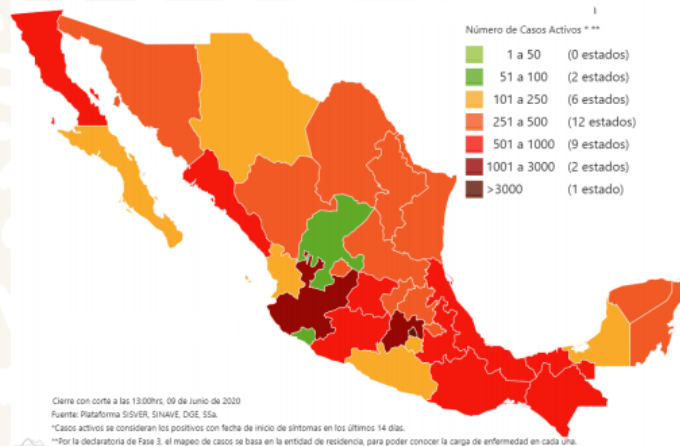 Número de Casos Activos * **
1 a 50 (0 estados)
51 a 100 (2 estados)
101 a 250 (6 estados)
251 a 500 (12 estados)
501 a 1000 (9 estados)
1001 a 3000 (2 estados)
>3000 (1 estado)
Cierre con corte a las 13:00hrs, 09 de Junio de 2020
Fuente: Plataforma SISVER, SINAVE, DGE, SSa.
*Casos activos se consideran los positivos con fecha de inicio de síntomas en los últimos 14 días.
**Por la declaratoria de Fase 3, el mapeo de casos se basa en la entidad de residencia, para poder conocer la carga de enfermedad en cada una.